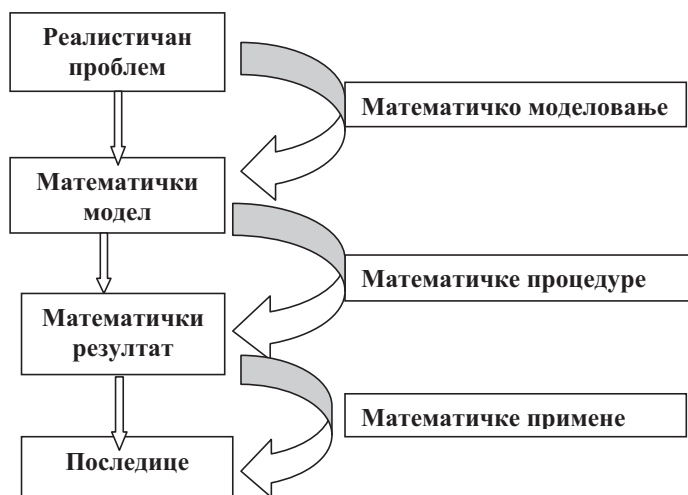 Реалистичан
проблем
Математичко моделовање
Математички
модел
Математичке процедуре
Математички
резултат
Математичке примене
Последице